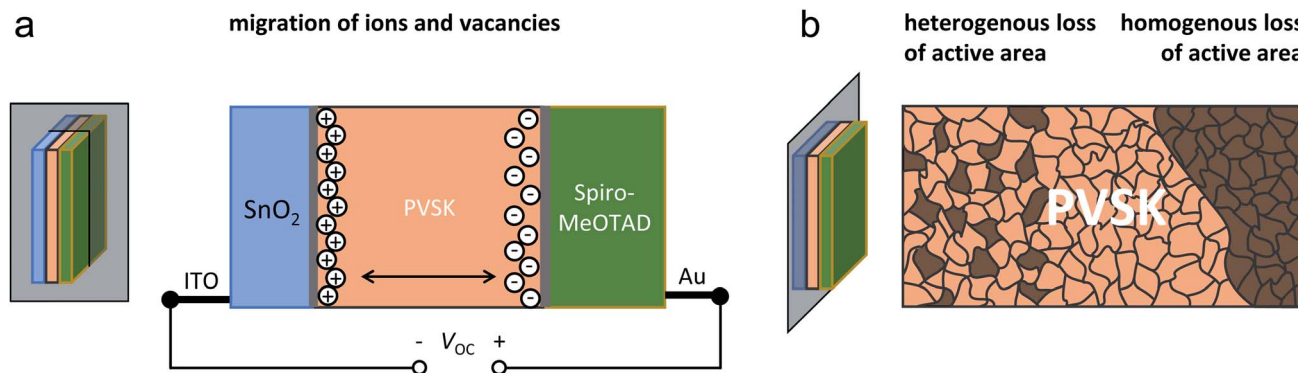 a
migration of ions and vacancies
SnO₂
PVSK
Spiro-
MeOTAD
ITO
Au
- V_OC +
b
heterogenous loss
of active area
homogenous loss
of active area
PVSK